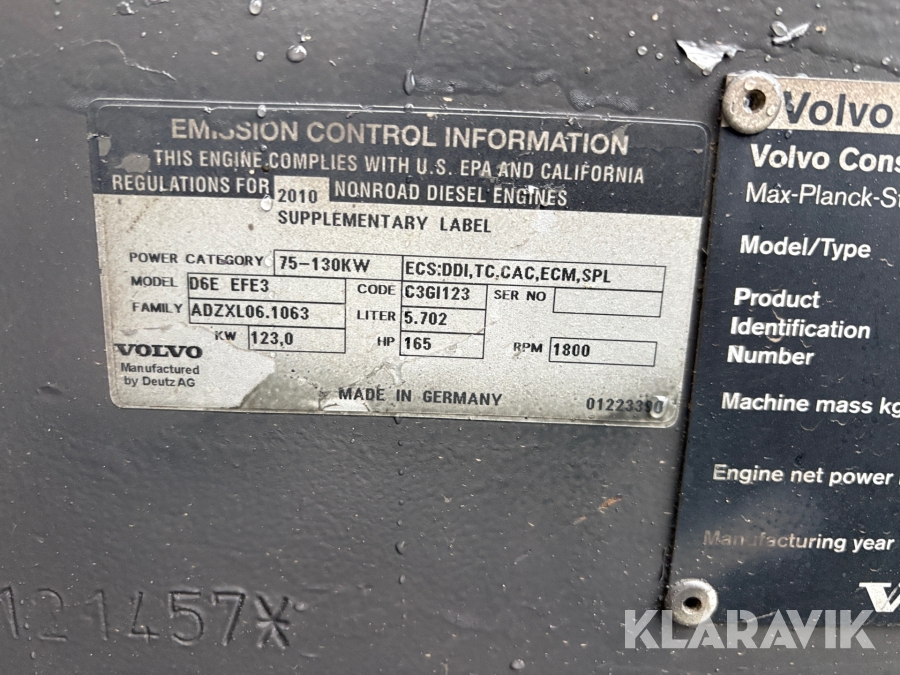 EMISSION CONTROL INFORMATION
THIS ENGINE COMPLIES WITH U.S. EPA AND CALIFORNIA
REGULATIONS FOR 2010 NONROAD DIESEL ENGINES
SUPPLEMENTARY LABEL
POWER CATEGORY 75-130KW ECS:DDI,TC,CAC,ECM,SPL
MODEL D6E EFE3 CODE C3GI123 SER NO
FAMILY ADZXL06.1063 LITER 5.702
KW 123,0 HP 165 RPM 1800
VOLVO
Manufactured
by Deutz AG
MADE IN GERMANY 01223390
Volvo
Volvo Cons
Max-Planck-St
Model/Type
Product
Identification
Number
Machine mass kg
Engine net power
Manufacturing year
V
121457*
KLARAVIK